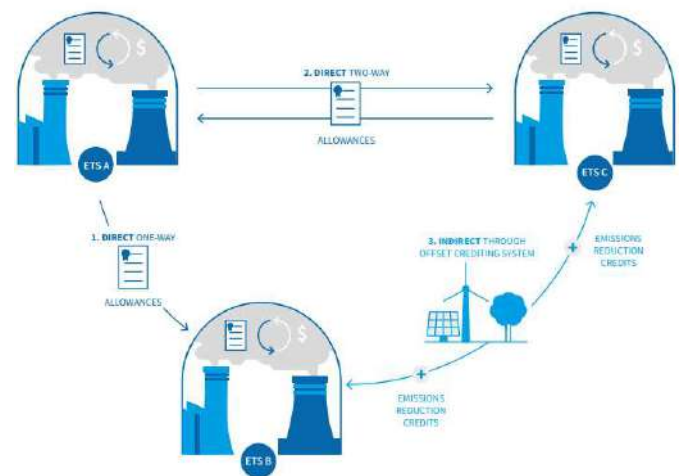 $
$
2. DIRECT TWO-WAY
ALLOWANCES
ETS A
ETS C
1. DIRECT ONE-WAY
ALLOWANCES
3. INDIRECT THROUGH
OFFSET CREDITING SYSTEM
EMISSIONS
REDUCTION
CREDITS
$
EMISSIONS
REDUCTION
CREDITS
ETS B